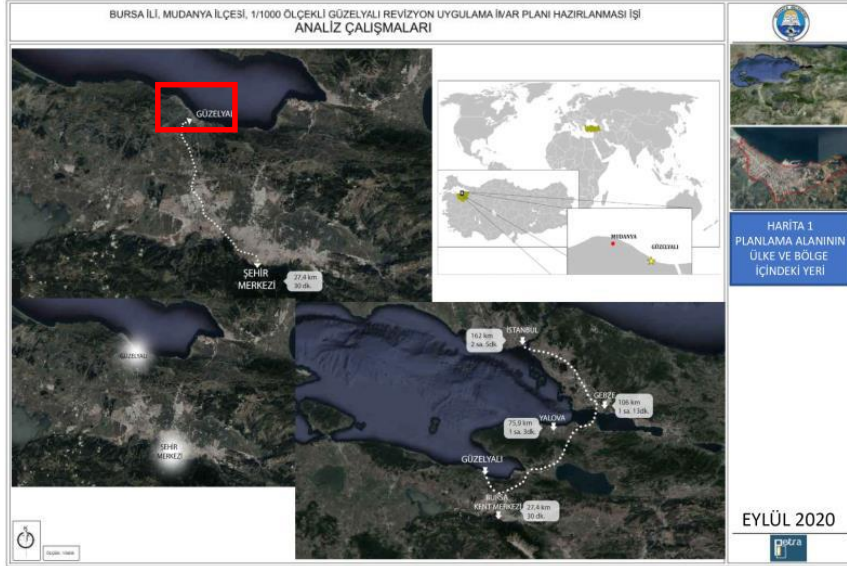 BURSA İLİ, MUDANYA İLÇESİ, 1/1000 ÖLÇEKLİ GÜZELYALI REVİZYON UYGULAMA İMAR PLANI HAZIRLANMASI İŞİ
ANALİZ ÇALIŞMALARI
GÜZELYALI
ŞEHİR
MERKEZİ
27,4 km
30 dk.
MUDANYA
GÜZELYALI
GÜZELYALI
ŞEHİR
MERKEZİ
İSTANBUL
162 km
2 sa. 5dk.
GEBZE
106 km
1 sa. 13dk.
YALOVA
75,9 km
1 sa. 3dk.
GÜZELYALI
BURSA
KENT MERKEZİ
27,4 km
30 dk.
HARİTA 1
PLANLAMA ALANININ
ÜLKE VE BÖLGE
İÇİNDEKİ YERİ
EYLÜL 2020